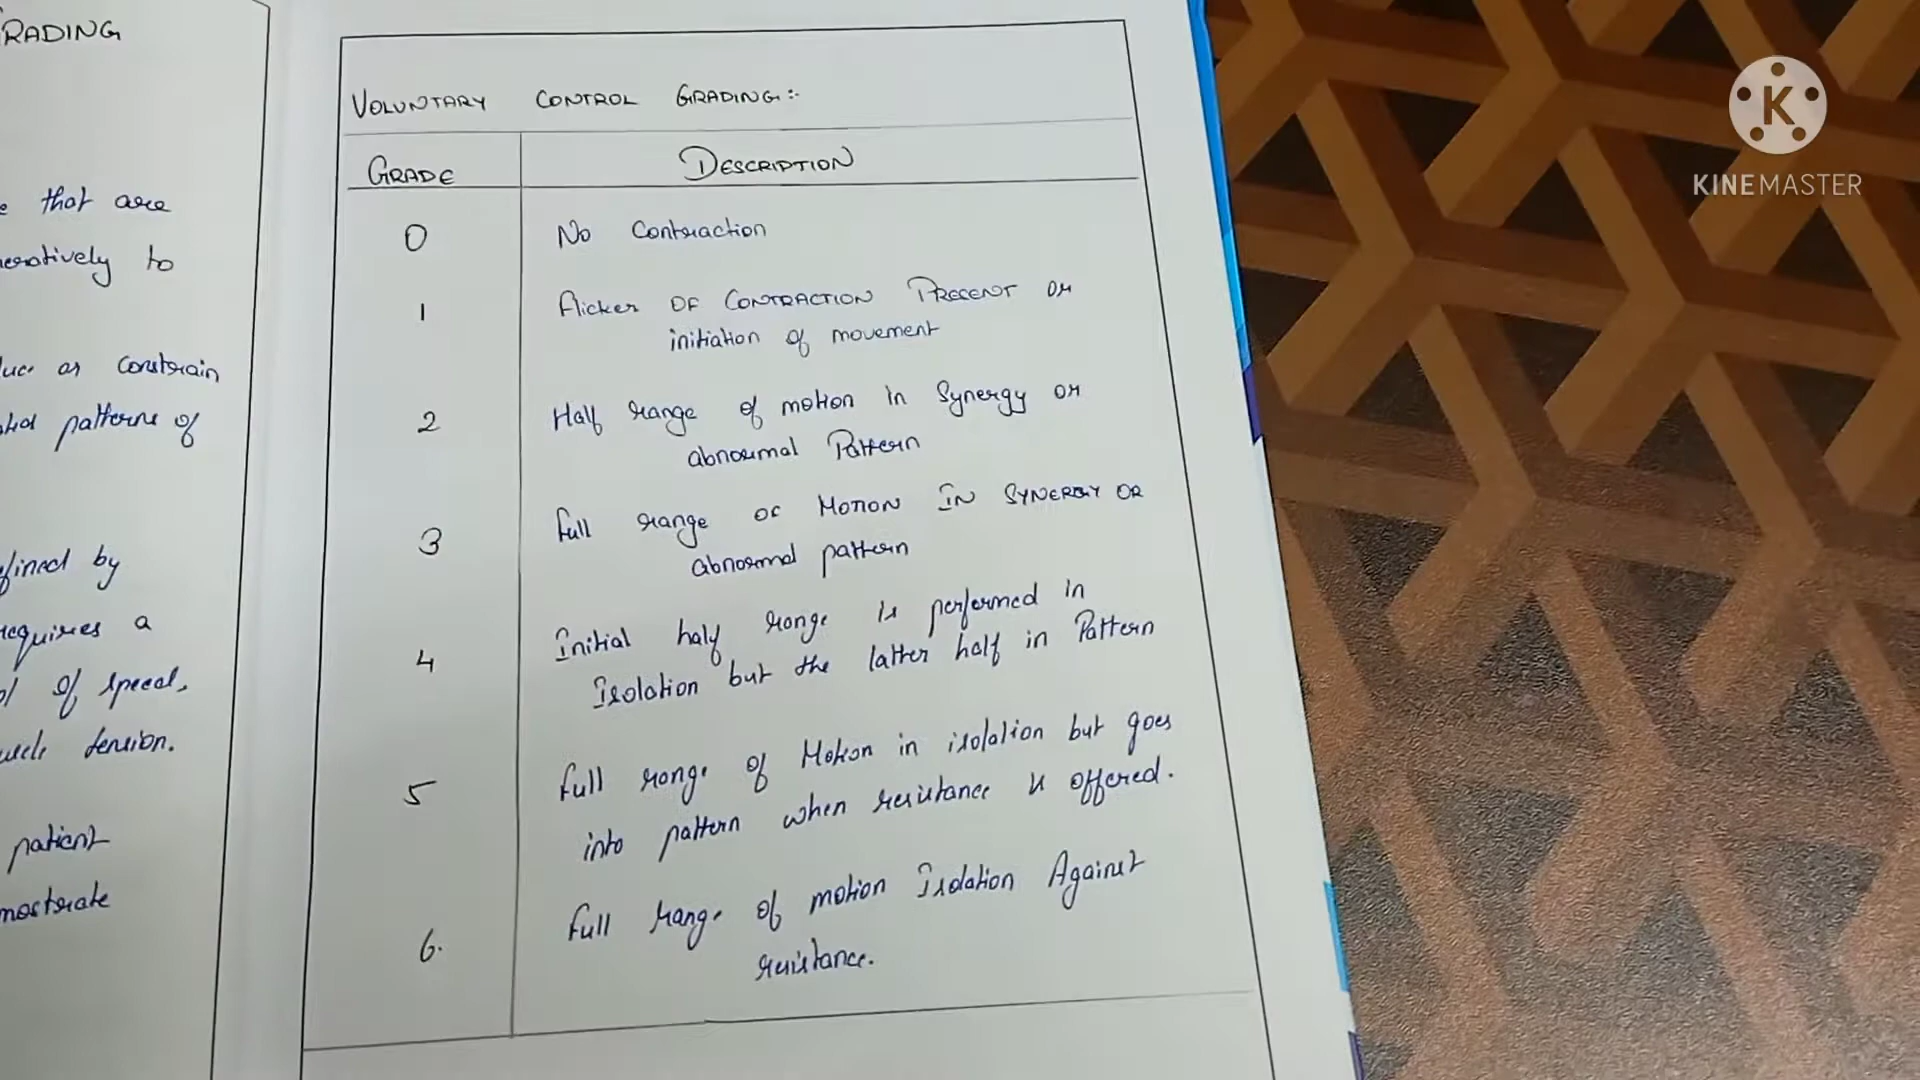 RADING
that are
to
as constrain
patterns of
by
requires a
of speed,
tension.
patient
VOLUNTARY CONTROL GRADING:-
GRADE DESCRIPTION
0 No Contraction
1 flicker OF CONTRACTION PRESENT or
initiation of movement
2 Half range of motion in Synergy or
abnormal Pattern
3 full range OF MOTION IN SYNERGY OR
abnormal pattern
4 Initial half range is performed in
Isolation but the latter half in Pattern
5 full range of Motion in isolation but goes
into pattern when resistance is offered.
6. full range of motion Isolation Against
resistance.
K
KINEMASTER